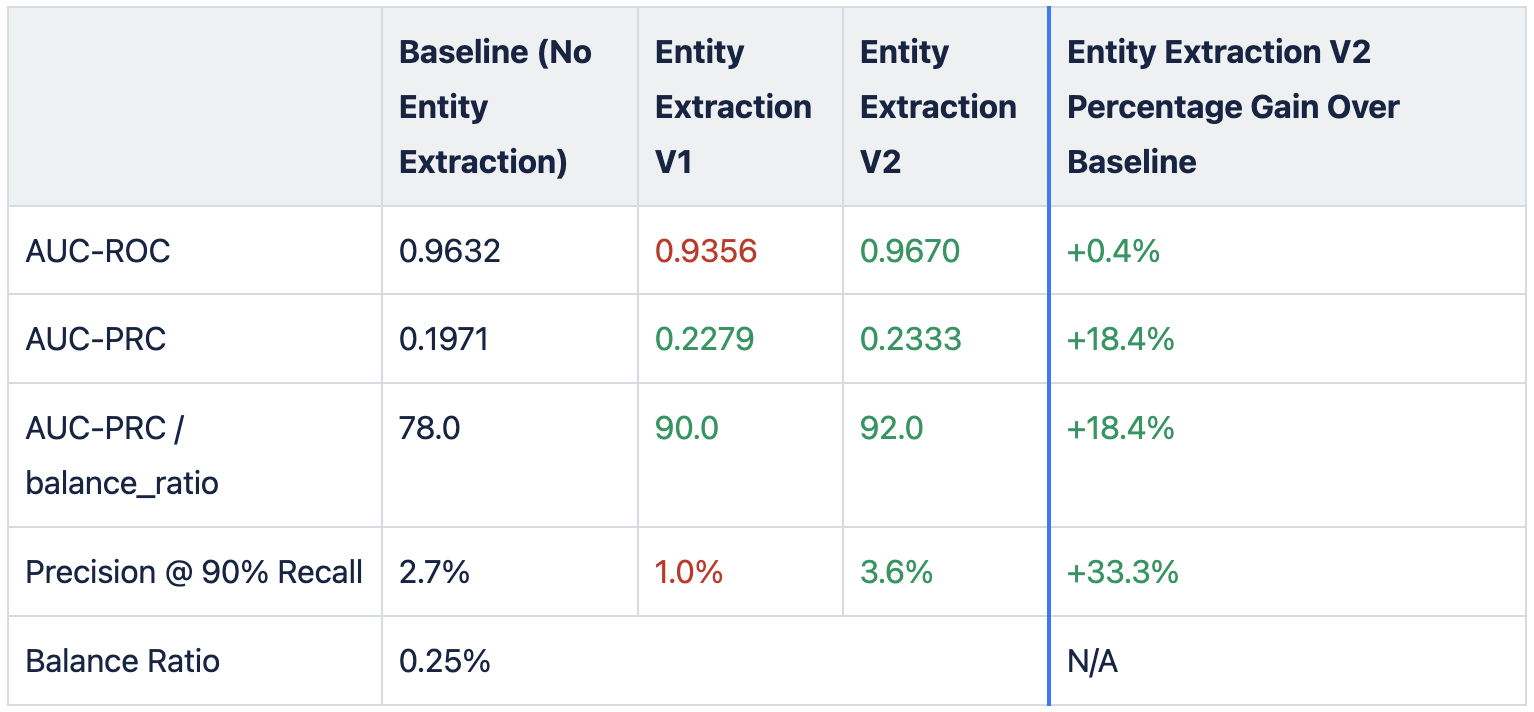 Baseline (No
Entity
Extraction)
Entity
Extraction
V1
Entity
Extraction
V2
Entity Extraction V2
Percentage Gain Over
Baseline
AUC-ROC 0.9632 0.9356 0.9670 +0.4%
AUC-PRC 0.1971 0.2279 0.2333 +18.4%
AUC-PRC / 78.0 90.0 92.0 +18.4%
balance_ratio
Precision @ 90% Recall 2.7% 1.0% 3.6% +33.3%
Balance Ratio 0.25% N/A